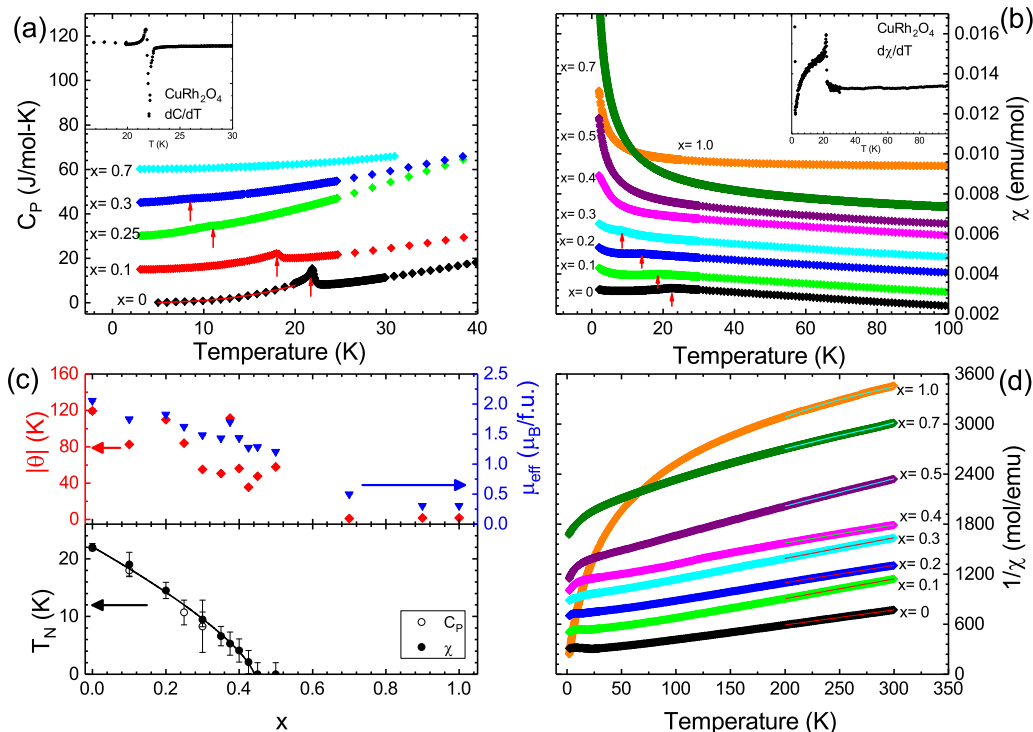 (a)
120
100
80
60
40
20
0
C_P (J/mol-K)
0 10 20 30 40
Temperature (K)
CuRh₂O₄
dC/dT
20 25 30
T (K)
x= 0.7
x= 0.3
x= 0.25
x= 0.1
x= 0
(b)
0.016
0.014
0.012
0.010
0.008
0.006
0.004
0.002
χ (emu/mol)
0 20 40 60 80 100
Temperature (K)
CuRh₂O₄
dχ/dT
0 20 40 60 80 100
T (K)
x= 0.7
x= 0.5
x= 1.0
x= 0.4
x= 0.3
x= 0.2
x= 0.1
x= 0
(c)
160
120
80
40
0
|θ| (K)
2.5
2.0
1.5
1.0
0.5
0.0
μ_eff (μ_B/f.u.)
20
10
0
T_N (K)
C_P
χ
0.0 0.2 0.4 0.6 0.8 1.0
x
(d)
3600
3000
2400
1800
1200
600
0
1/χ (mol/emu)
x= 1.0
x= 0.7
x= 0.5
x= 0.4
x= 0.3
x= 0.2
x= 0.1
x= 0
0 50 100 150 200 250 300 350
Temperature (K)